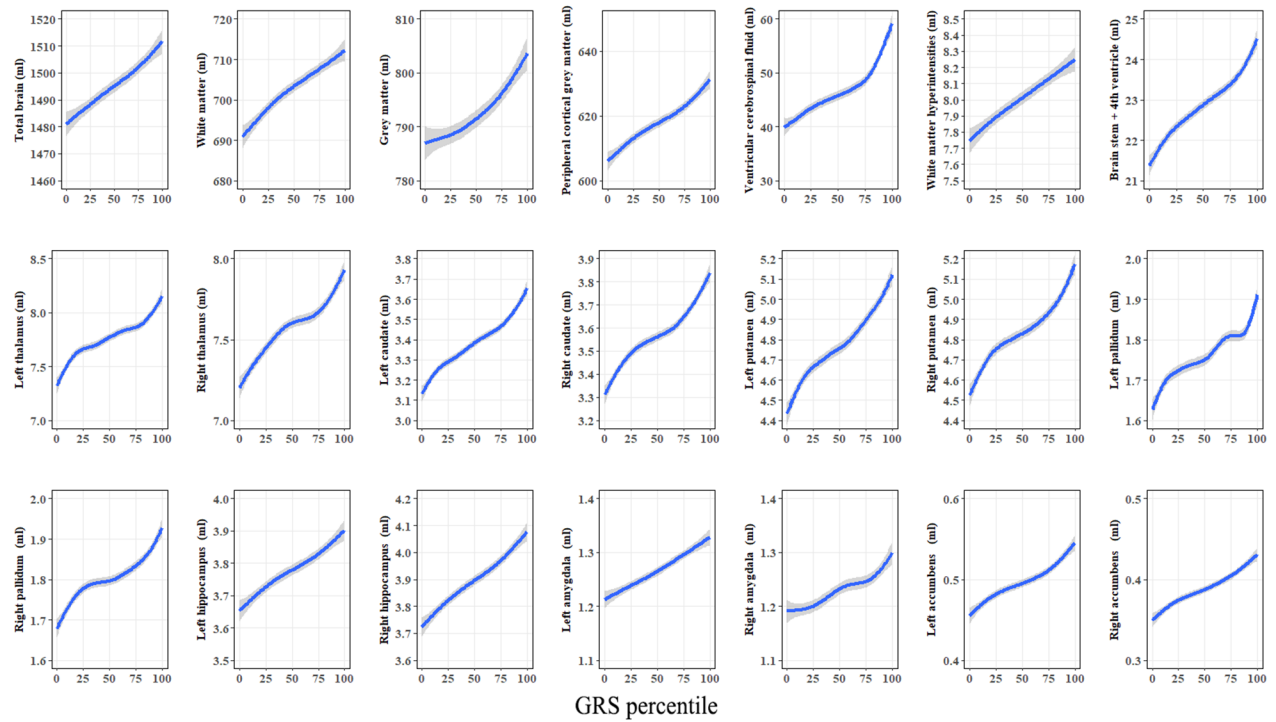 Total brain (ml)
1520
1510
1500
1490
1480
1470
1460
0 25 50 75 100
White matter (ml)
720
710
700
690
680
0 25 50 75 100
Grey matter (ml)
810
800
790
780
0 25 50 75 100
Peripheral cortical grey matter (ml)
640
620
600
0 25 50 75 100
Ventricular cerebrospinal fluid (ml)
60
50
40
30
0 25 50 75 100
White matter hyperintensities (ml)
8.5
8.4
8.3
8.2
8.1
8.0
7.9
7.8
7.7
7.6
7.5
0 25 50 75 100
Brain stem + 4th ventricle (ml)
25
24
23
22
21
0 25 50 75 100
Left thalamus (ml)
8.5
8.0
7.5
7.0
0 25 50 75 100
Right thalamus (ml)
8.0
7.5
7.0
0 25 50 75 100
Left caudate (ml)
3.8
3.7
3.6
3.5
3.4
3.3
3.2
3.1
3.0
0 25 50 75 100
Right caudate (ml)
3.9
3.8
3.7
3.6
3.5
3.4
3.3
3.2
0 25 50 75 100
Left putamen (ml)
5.2
5.1
5.0
4.9
4.8
4.7
4.6
4.5
4.4
0 25 50 75 100
Right putamen (ml)
5.2
5.1
5.0
4.9
4.8
4.7
4.6
4.5
4.4
0 25 50 75 100
Left pallidum (ml)
2.0
1.9
1.8
1.7
1.6
0 25 50 75 100
Right pallidum (ml)
2.0
1.9
1.8
1.7
1.6
0 25 50 75 100
Left hippocampus (ml)
4.0
3.9
3.8
3.7
3.6
3.5
0 25 50 75 100
Right hippocampus (ml)
4.2
4.1
4.0
3.9
3.8
3.7
3.6
0 25 50 75 100
Left amygdala (ml)
1.4
1.3
1.2
1.1
0 25 50 75 100
Right amygdala (ml)
1.4
1.3
1.2
1.1
0 25 50 75 100
Left accumbens (ml)
0.6
0.5
0.4
0 25 50 75 100
Right accumbens (ml)
0.5
0.4
0.3
0 25 50 75 100
GRS percentile